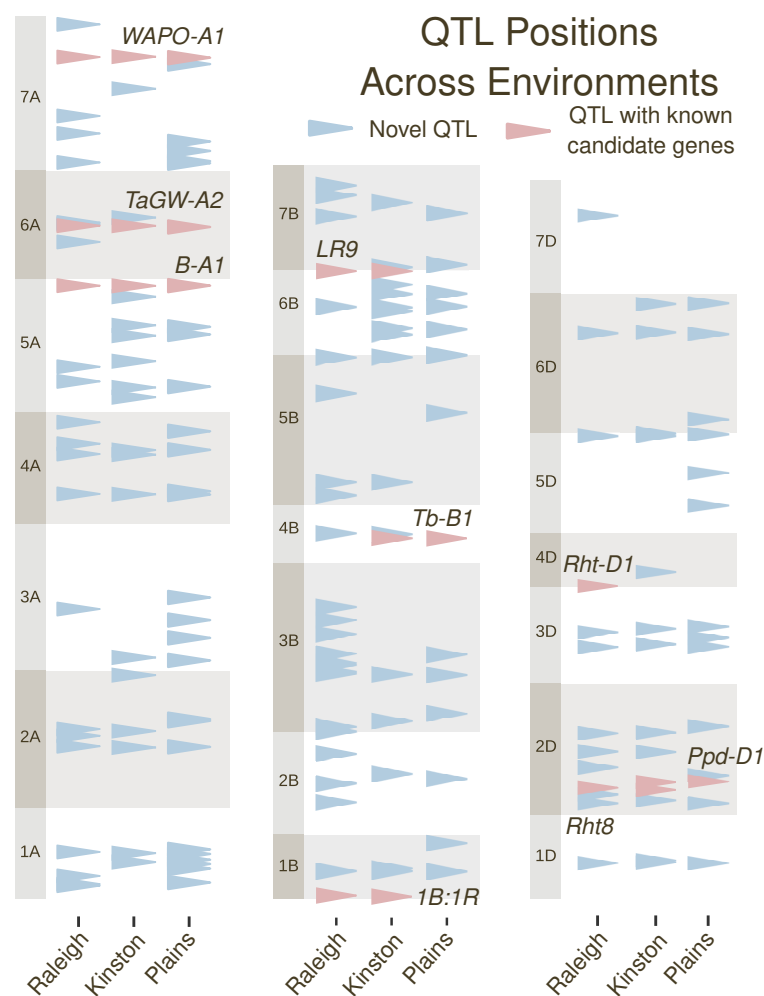 QTL Positions
Across Environments
Novel QTL
QTL with known
candidate genes
WAPO-A1
7A
TaGW-A2
6A
B-A1
5A
4A
3A
2A
1A
Raleigh
Kinston
Plains
7B
LR9
6B
5B
Tb-B1
4B
3B
2B
1B
1B:1R
Raleigh
Kinston
Plains
7D
6D
5D
4D
Rht-D1
3D
2D
Ppd-D1
Rht8
1D
Raleigh
Kinston
Plains